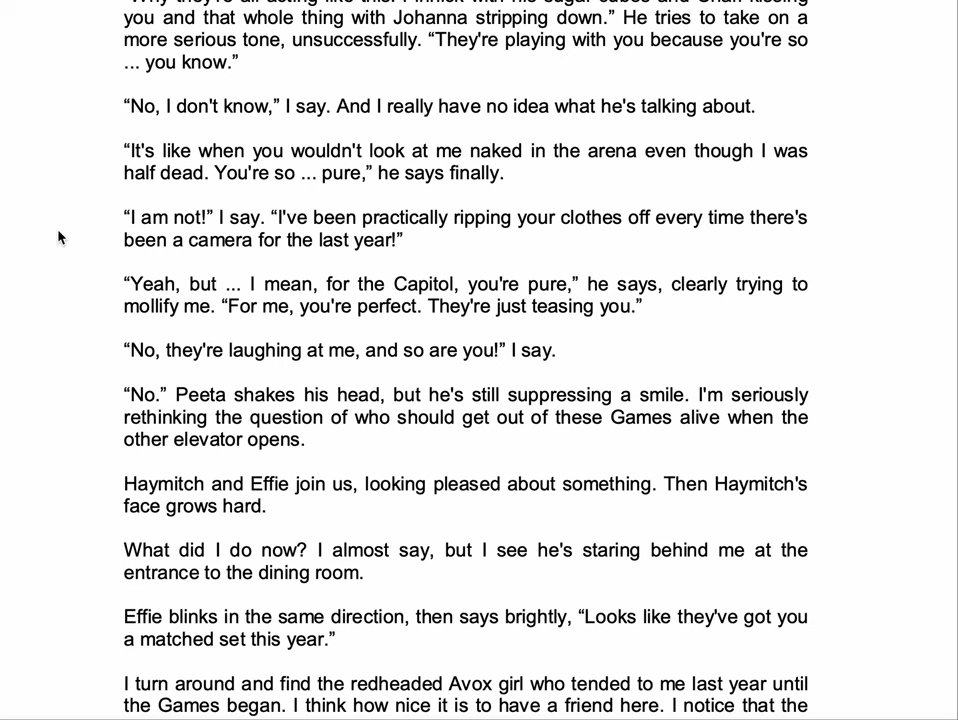 you and that whole thing with Johanna stripping down.” He tries to take on a
more serious tone, unsuccessfully. “They're playing with you because you're so
... you know.”
“No, I don't know,” I say. And I really have no idea what he's talking about.
“It's like when you wouldn't look at me naked in the arena even though I was
half dead. You're so ... pure,” he says finally.
“I am not!” I say. “I've been practically ripping your clothes off every time there's
been a camera for the last year!”
“Yeah, but ... I mean, for the Capitol, you're pure,” he says, clearly trying to
mollify me. “For me, you're perfect. They're just teasing you.”
“No, they're laughing at me, and so are you!” I say.
“No.” Peeta shakes his head, but he's still suppressing a smile. I'm seriously
rethinking the question of who should get out of these Games alive when the
other elevator opens.
Haymitch and Effie join us, looking pleased about something. Then Haymitch's
face grows hard.
What did I do now? I almost say, but I see he's staring behind me at the
entrance to the dining room.
Effie blinks in the same direction, then says brightly, “Looks like they've got you
a matched set this year.”
I turn around and find the redheaded Avox girl who tended to me last year until
the Games began. I think how nice it is to have a friend here. I notice that the